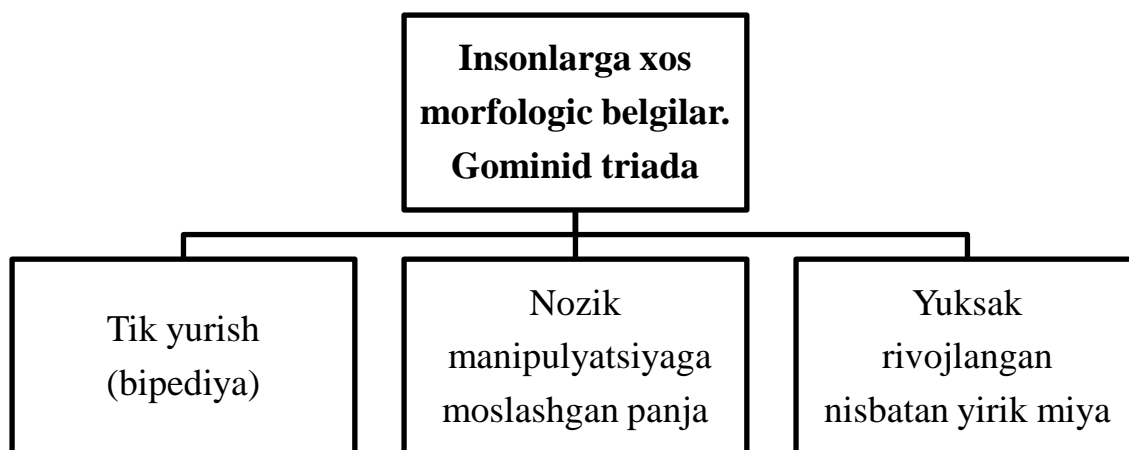 Insonlarga xos
morfologic belgilar.
Gominid triada
Tik yurish
(bipediya)
Nozik
manipulyatsiyaga
moslashgan panja
Yuksak
rivojlangan
nisbatan yirik miya